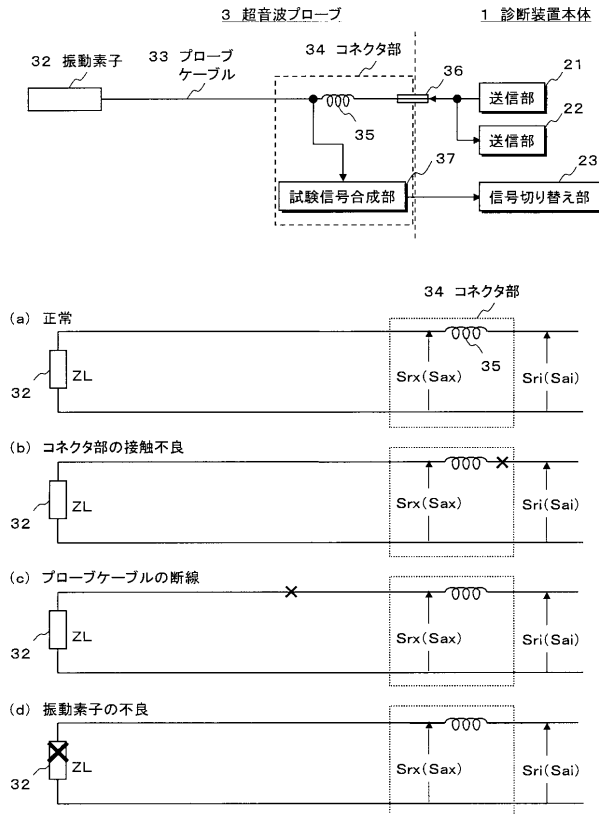 3 超音波プローブ
1 診断装置本体
32 振動素子
33 プローブ
ケーブル
34 コネクタ部
36
21
送信部
35
22
送信部
37
23
試験信号合成部
信号切り替え部
34 コネクタ部
(a) 正常
32
ZL
Srx(Sax)
35
Sri(Sai)
(b) コネクタ部の接触不良
32
ZL
Srx(Sax)
Sri(Sai)
(c) プローブケーブルの断線
32
ZL
Srx(Sax)
Sri(Sai)
(d) 振動素子の不良
32
ZL
Srx(Sax)
Sri(Sai)